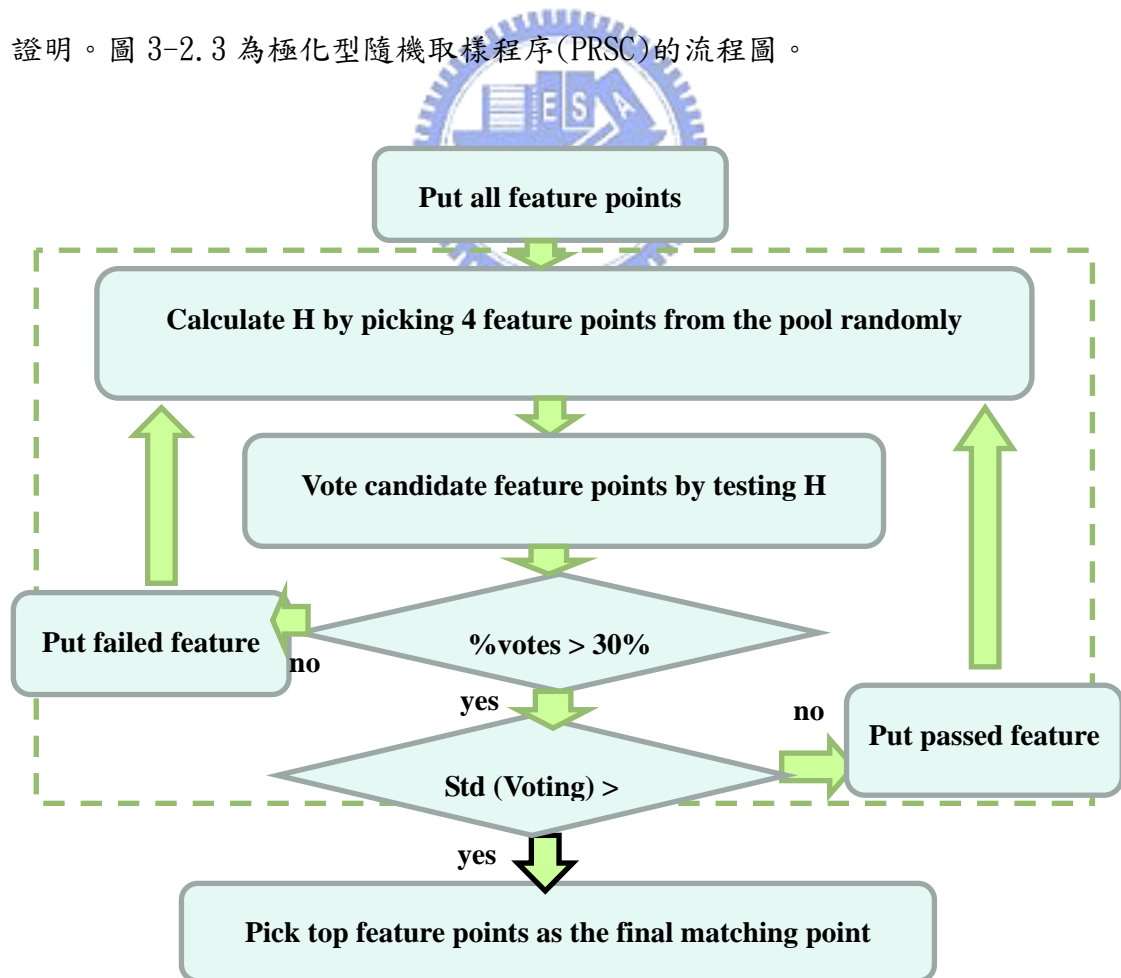 證明。圖 3-2.3 為極化型隨機取樣程序(PRSC)的流程圖。
E S A
Put all feature points
Calculate H by picking 4 feature points from the pool randomly
Vote candidate feature points by testing H
%votes > 30%
Put failed feature
no
yes
no
Put passed feature
Std (Voting) >
yes
Pick top feature points as the final matching point